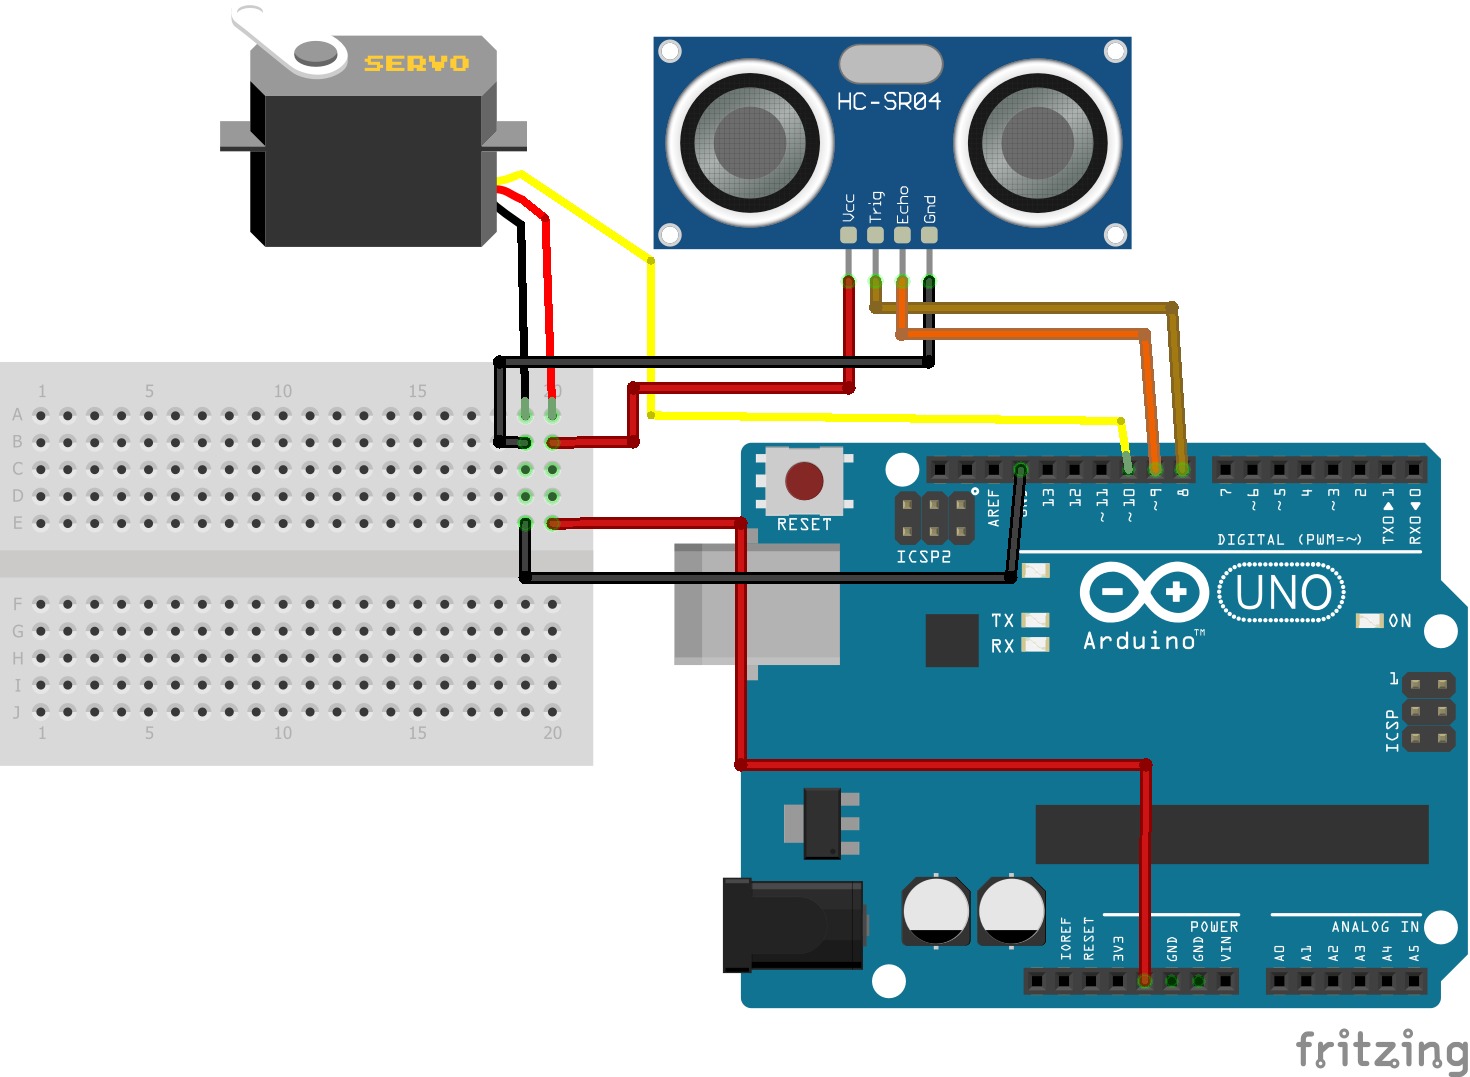 SERVO
HC-SR04
Vcc
Trig
Echo
Gnd
1 5 10 15 20
A
B
C
D
E
F
G
H
I
J
1 5 10 15 20
RESET
ICSP2
AREF
13
12
~11
~10
~9
8
7
~6
~5
4
~3
2
TX0▶1
RX0◀0
DIGITAL (PWM=~)
TX
RX
UNO
Arduino™
ON
1
ICSP
IOREF
RESET
3V3
GND
GND
VIN
POWER
ANALOG IN
A0
A1
A2
A3
A4
A5
fritzing